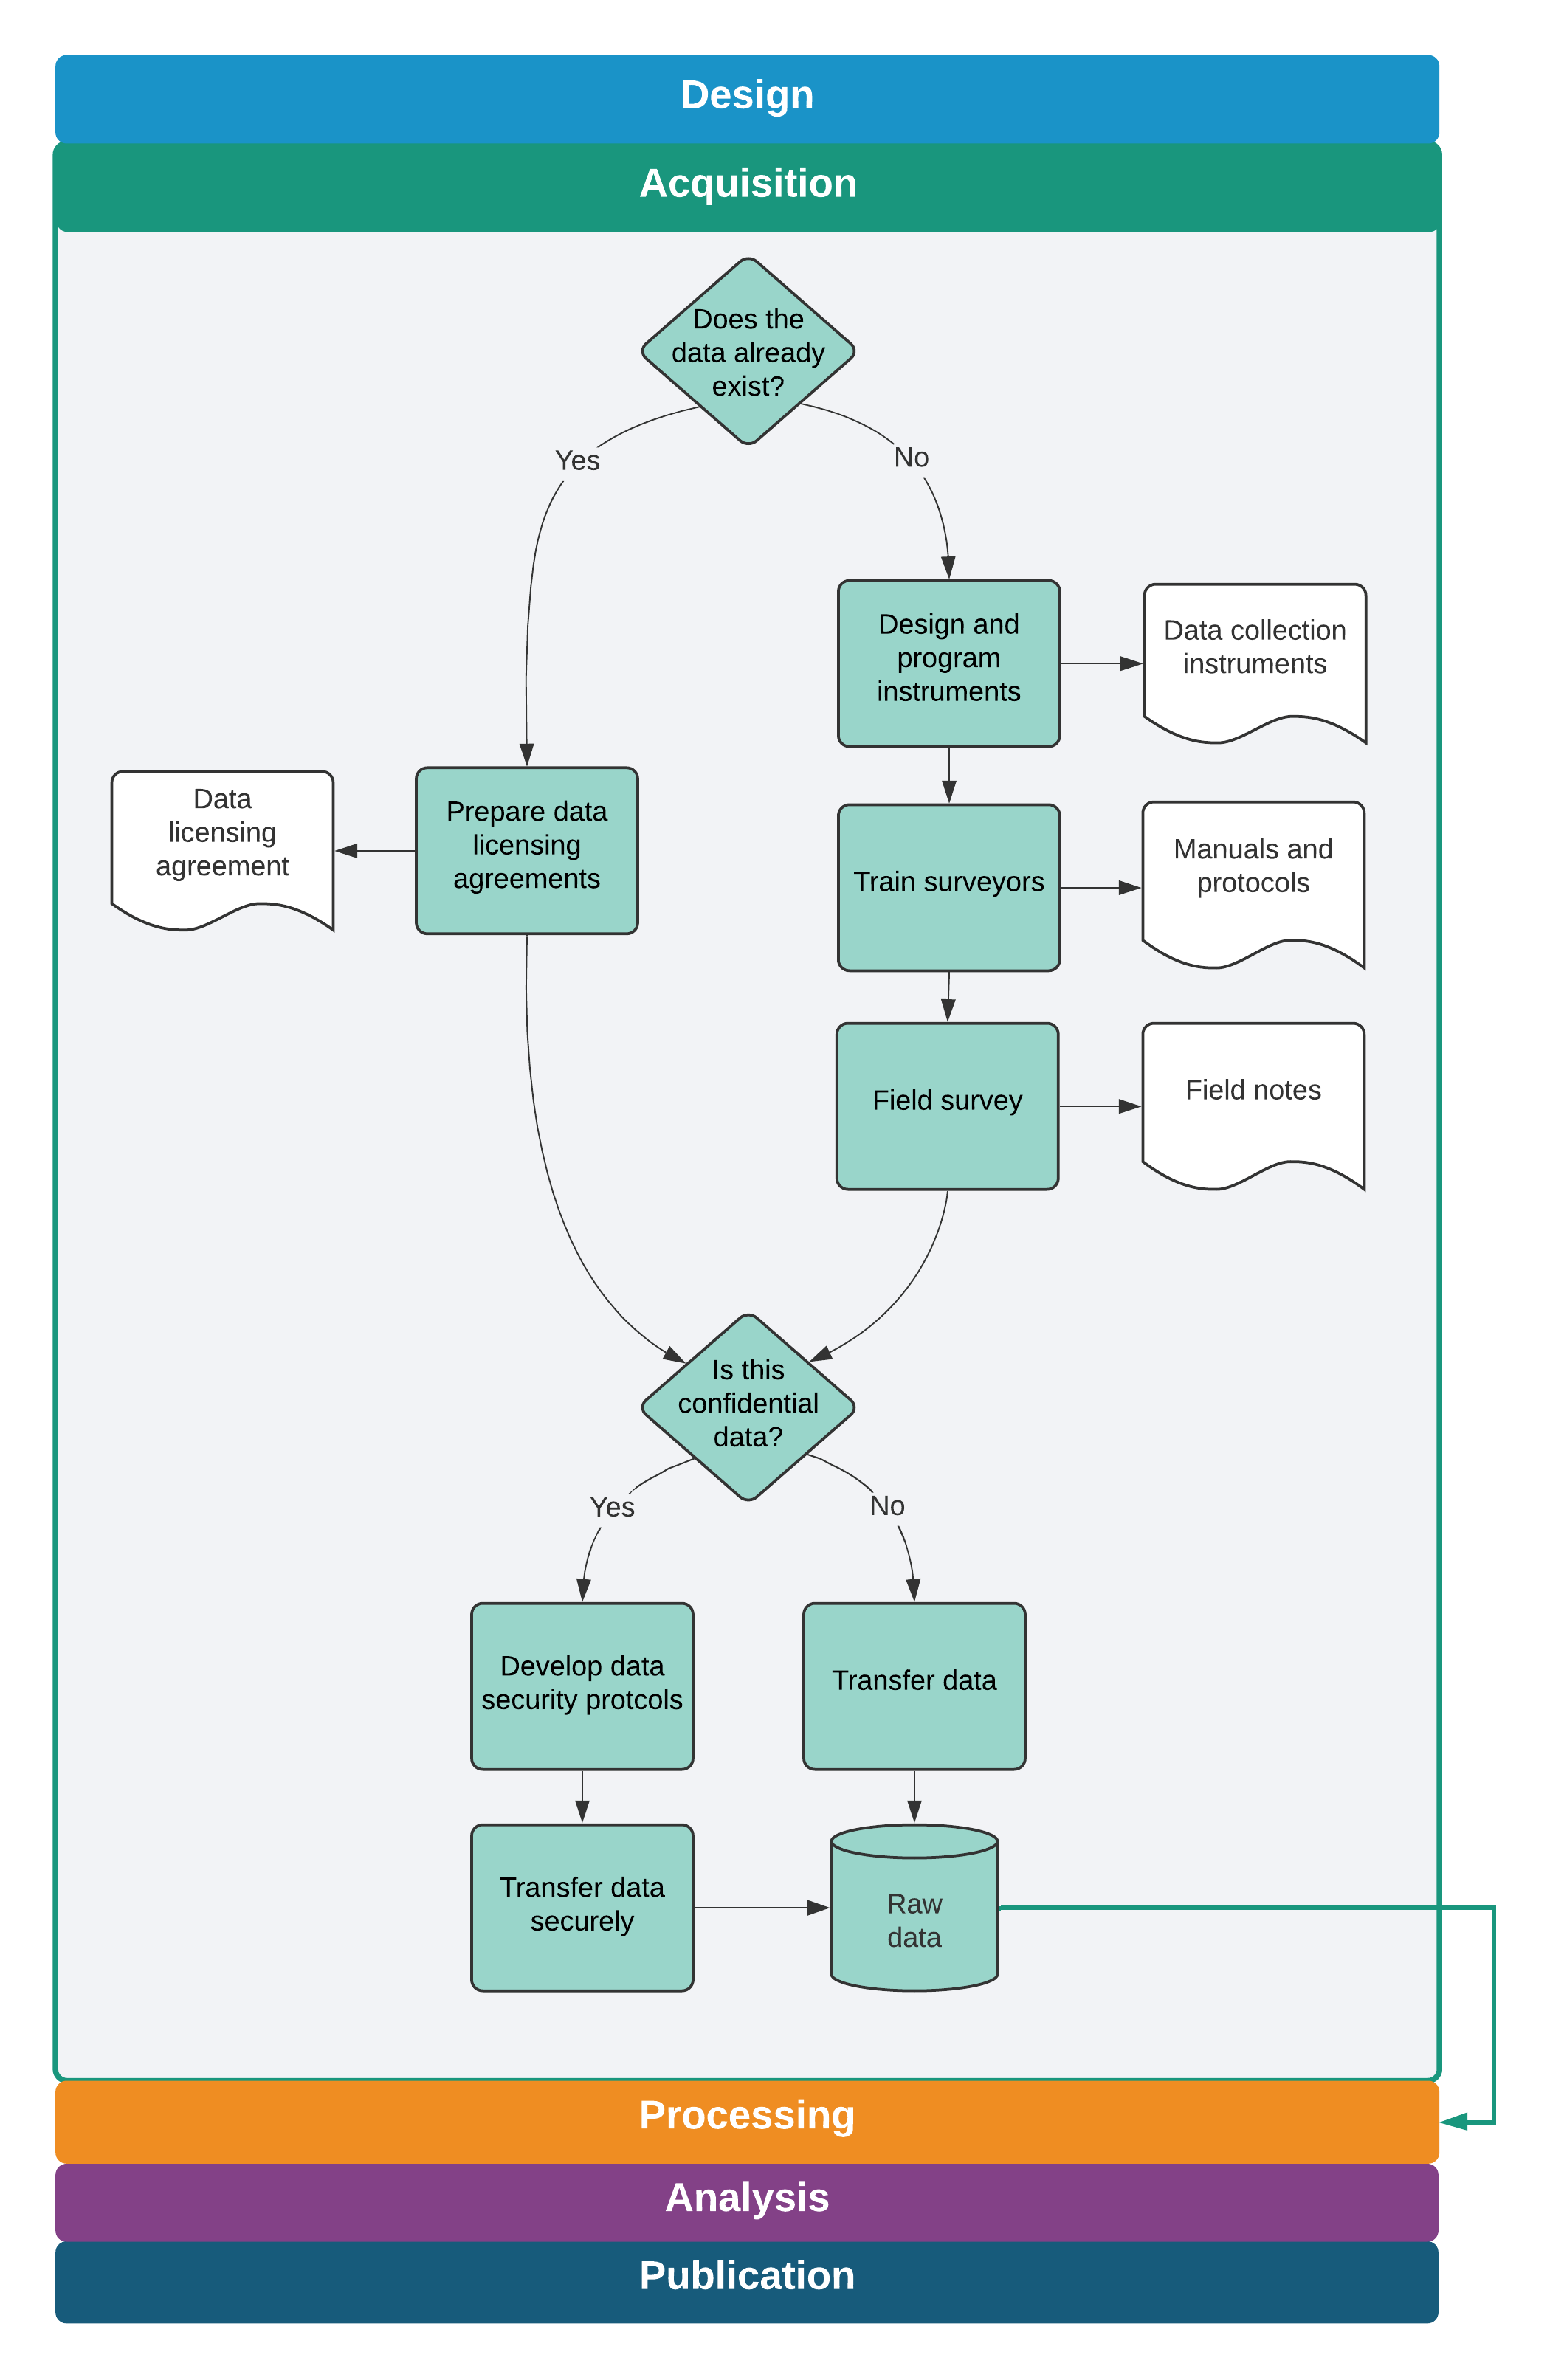 Design
Acquisition
Does the
data already
exist?
Yes
No
Design and
program
instruments
Data collection
instruments
Data
licensing
agreement
Prepare data
licensing
agreements
Train surveyors
Manuals and
protocols
Field survey
Field notes
Is this
confidential
data?
Yes
No
Develop data
security protcols
Transfer data
Transfer data
securely
Raw
data
Processing
Analysis
Publication